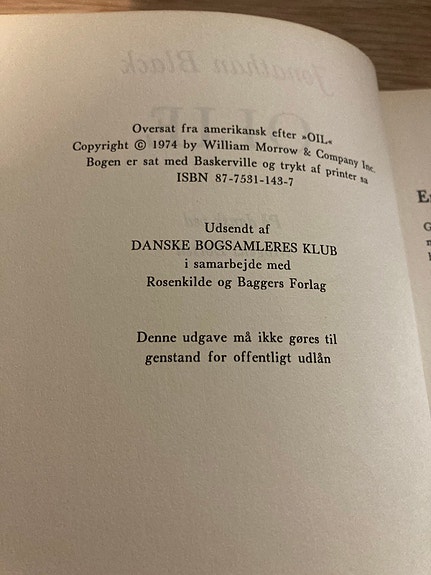 Oversat fra amerikansk efter »OIL«
Copyright © 1974 by William Morrow & Company Inc.
Bogen er sat med Baskerville og trykt af printer sa
ISBN 87-7531-143-7
Udsendt af
DANSKE BOGSAMLERES KLUB
i samarbejde med
Rosenkilde og Baggers Forlag
Denne udgave må ikke gøres til
genstand for offentligt udlån